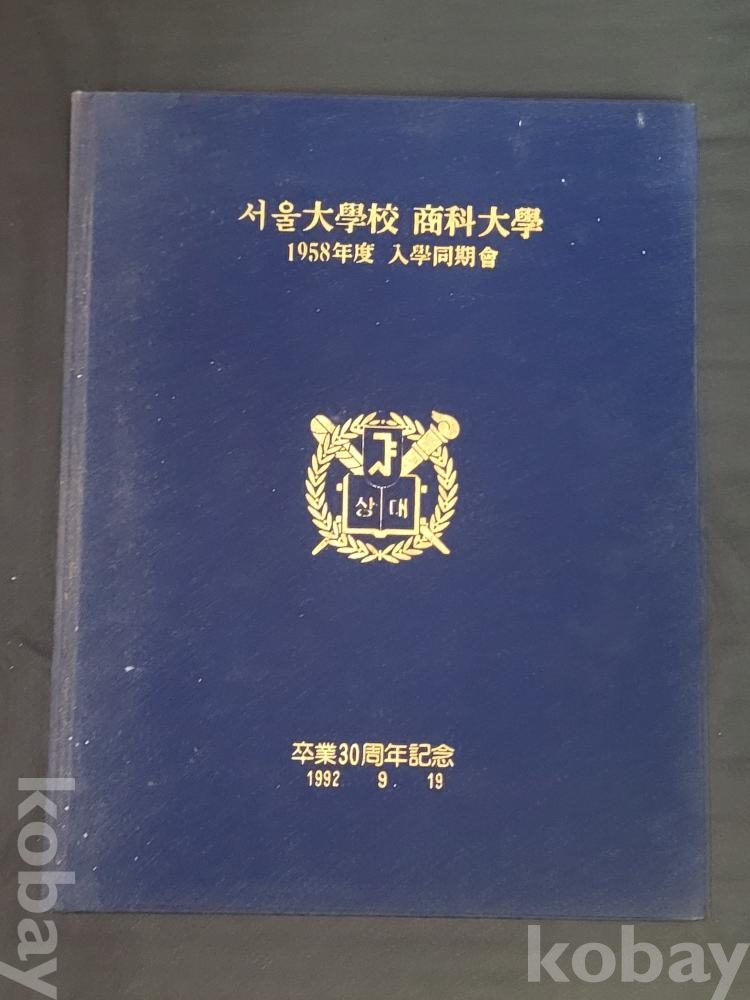 서울大學校 商科大學
1958年度 入學同期會
상 대
卒業30周年記念
1992 9 19
kobay
kobay